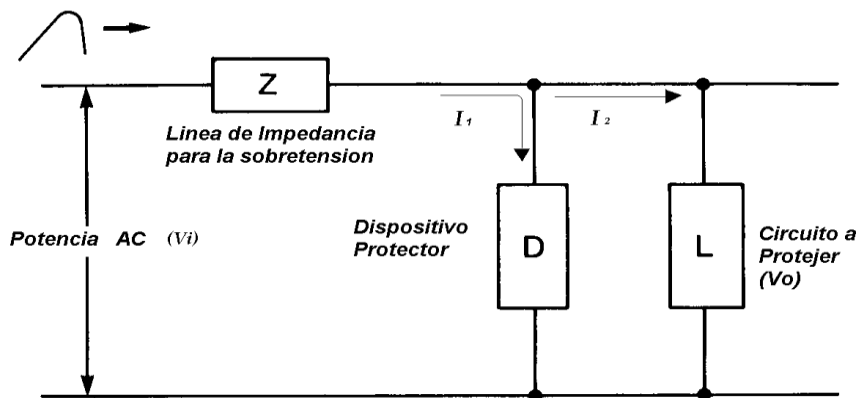 Z
Linea de Impedancia
para la sobretension
I₁
I₂
Potencia AC (Vi)
Dispositivo
Protector
D
L
Circuito a
Protejer
(Vo)